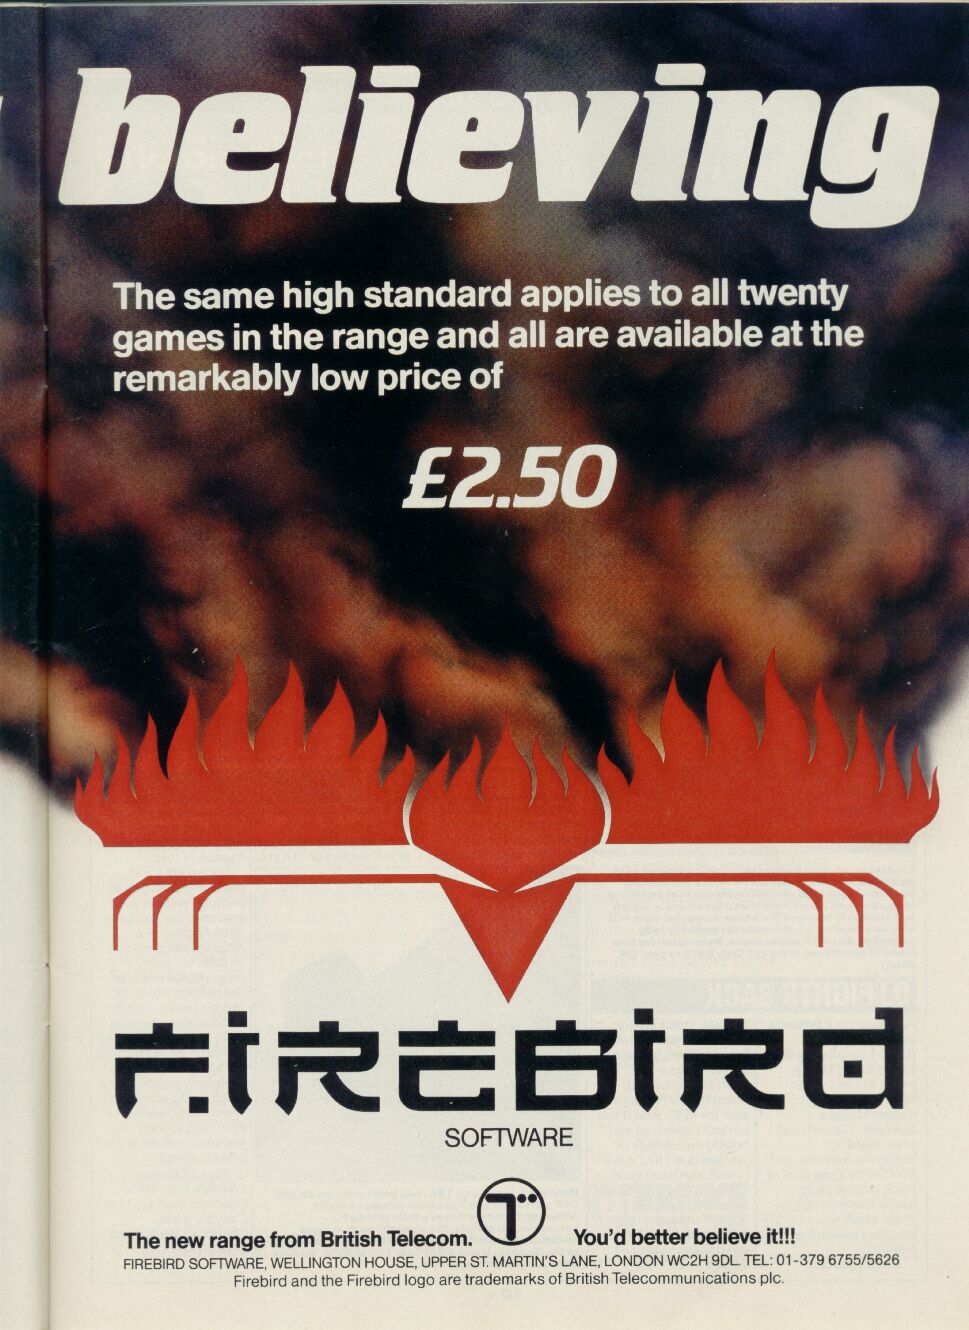 believing
The same high standard applies to all twenty
games in the range and all are available at the
remarkably low price of
£2.50
FIREBIRD
SOFTWARE
T
The new range from British Telecom. You'd better believe it!!!
FIREBIRD SOFTWARE, WELLINGTON HOUSE, UPPER ST. MARTIN'S LANE, LONDON WC2H 9DL. TEL: 01-379 6755/5626
Firebird and the Firebird logo are trademarks of British Telecommunications plc.